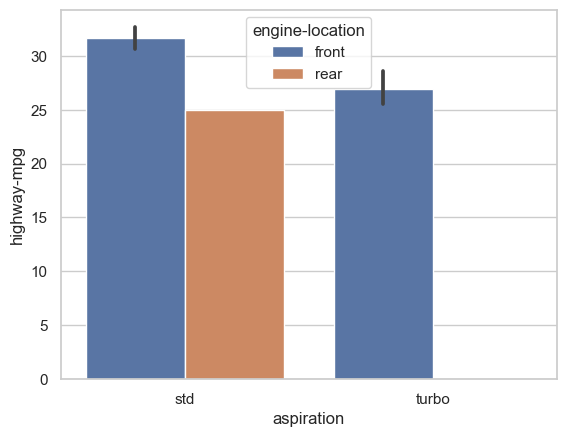 engine-location
front
rear
highway-mpg
30
25
20
15
10
5
0
std
turbo
aspiration